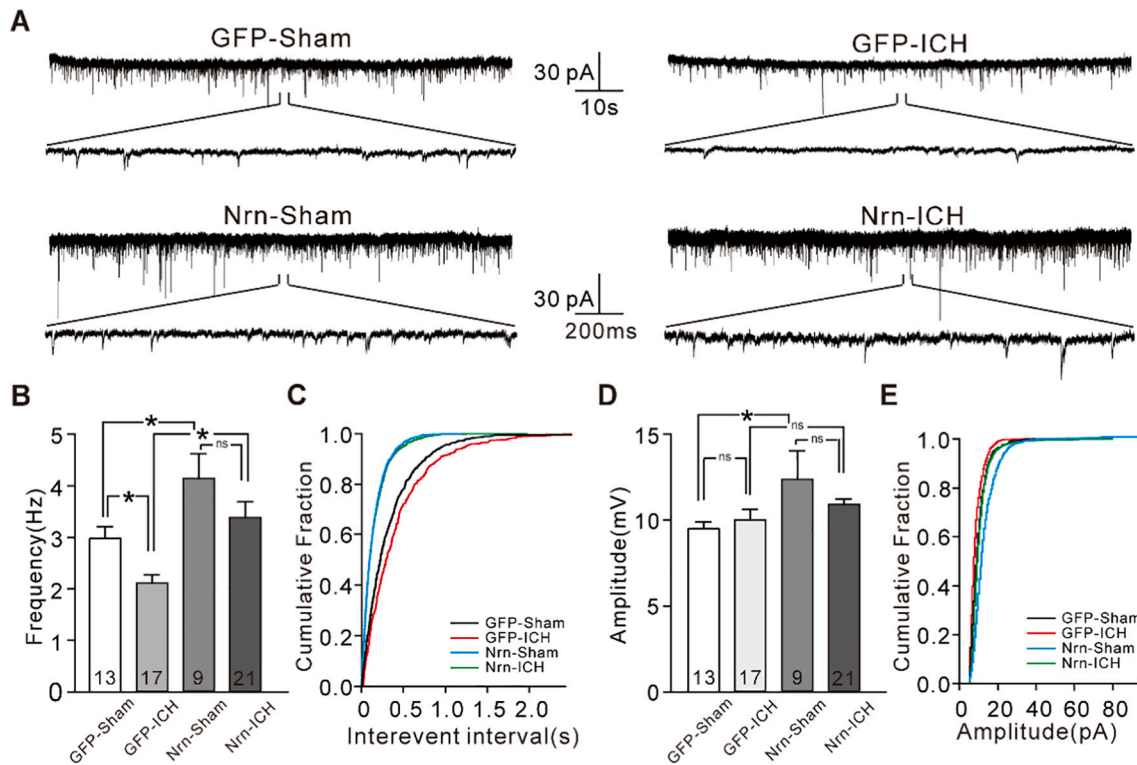 A
GFP-Sham
GFP-ICH
30 pA
10s
Nrn-Sham
Nrn-ICH
30 pA
200ms
B
*
*
ns
*
5
4
3
2
1
0
Frequency(Hz)
13
17
9
21
GFP-Sham
GFP-ICH
Nrn-Sham
Nrn-ICH
C
1.0
0.8
0.6
0.4
0.2
0.0
Cumulative Fraction
GFP-Sham
GFP-ICH
Nrn-Sham
Nrn-ICH
0
0.5
1.0
1.5
2.0
Interevent interval(s)
D
*
ns
ns
ns
15
10
5
0
Amplitude(mV)
13
17
9
21
GFP-Sham
GFP-ICH
Nrn-Sham
Nrn-ICH
E
1.0
0.8
0.6
0.4
0.2
0.0
Cumulative Fraction
GFP-Sham
GFP-ICH
Nrn-Sham
Nrn-ICH
0
20
40
60
80
Amplitude(pA)